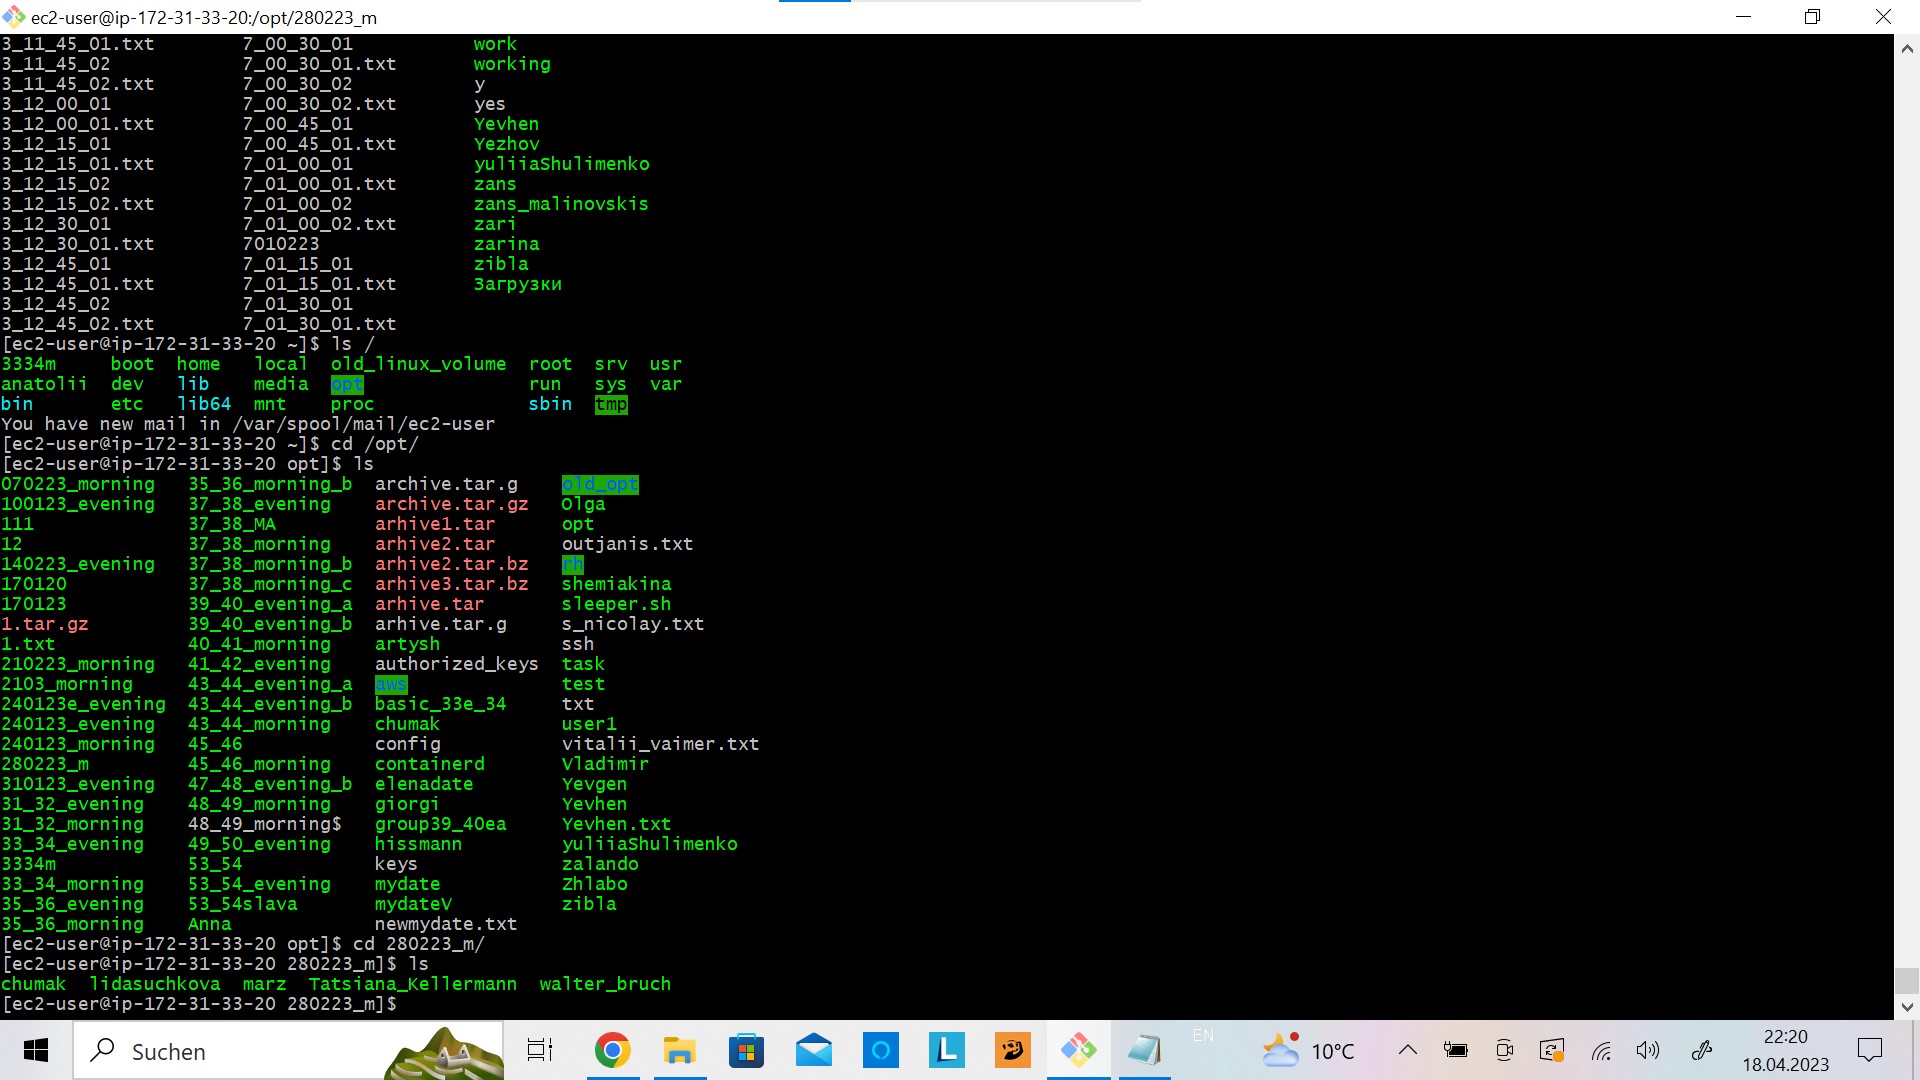 ec2-user@ip-172-31-33-20:/opt/280223_m
3_11_45_01.txt 7_00_30_01 work
3_11_45_02 7_00_30_01.txt working
3_11_45_02.txt 7_00_30_02 y
3_12_00_01 7_00_30_02.txt yes
3_12_00_01.txt 7_00_45_01 Yevhen
3_12_15_01 7_00_45_01.txt Yezhov
3_12_15_01.txt 7_01_00_01 yuliiaShulimenko
3_12_15_02 7_01_00_01.txt zans
3_12_15_02.txt 7_01_00_02 zans_malinovskis
3_12_30_01 7_01_00_02.txt zari
3_12_30_01.txt 7010223 zarina
3_12_45_01 7_01_15_01 zibla
3_12_45_01.txt 7_01_15_01.txt Загрузки
3_12_45_02 7_01_30_01
3_12_45_02.txt 7_01_30_01.txt
[ec2-user@ip-172-31-33-20 ~]$ ls /
3334m boot home local old_linux_volume root srv usr
anatolii dev lib media opt run sys var
bin etc lib64 mnt proc sbin tmp
You have new mail in /var/spool/mail/ec2-user
[ec2-user@ip-172-31-33-20 ~]$ cd /opt/
[ec2-user@ip-172-31-33-20 opt]$ ls
070223_morning 35_36_morning_b archive.tar.g old_opt
100123_evening 37_38_evening archive.tar.gz Olga
111 37_38_MA arhive1.tar opt
12 37_38_morning arhive2.tar outjanis.txt
140223_evening 37_38_morning_b arhive2.tar.bz rh
170120 37_38_morning_c arhive3.tar.bz shemiakina
170123 39_40_evening_a arhive.tar sleeper.sh
1.tar.gz 39_40_evening_b arhive.tar.g s_nicolay.txt
1.txt 40_41_morning artysh ssh
210223_morning 41_42_evening authorized_keys task
2103_morning 43_44_evening_a aws test
240123e_evening 43_44_evening_b basic_33e_34 txt
240123_evening 43_44_morning chumak user1
240123_morning 45_46 config vitalii_vaimer.txt
280223_m 45_46_morning containerd Vladimir
310123_evening 47_48_evening_b elenadate Yevgen
31_32_evening 48_49_morning giorgi Yevhen
31_32_morning 48_49_morning$ group39_40ea Yevhen.txt
33_34_evening 49_50_evening hissmann yuliiaShulimenko
3334m 53_54 keys zalando
33_34_morning 53_54_evening mydate Zhlabo
35_36_evening 53_54slava mydateV zibla
35_36_morning Anna newmydate.txt
[ec2-user@ip-172-31-33-20 opt]$ cd 280223_m/
[ec2-user@ip-172-31-33-20 280223_m]$ ls
chumak lidasuchkova marz Tatsiana_Kellermann walter_bruch
[ec2-user@ip-172-31-33-20 280223_m]$
Suchen
L
EN
10°C
22:20
18.04.2023